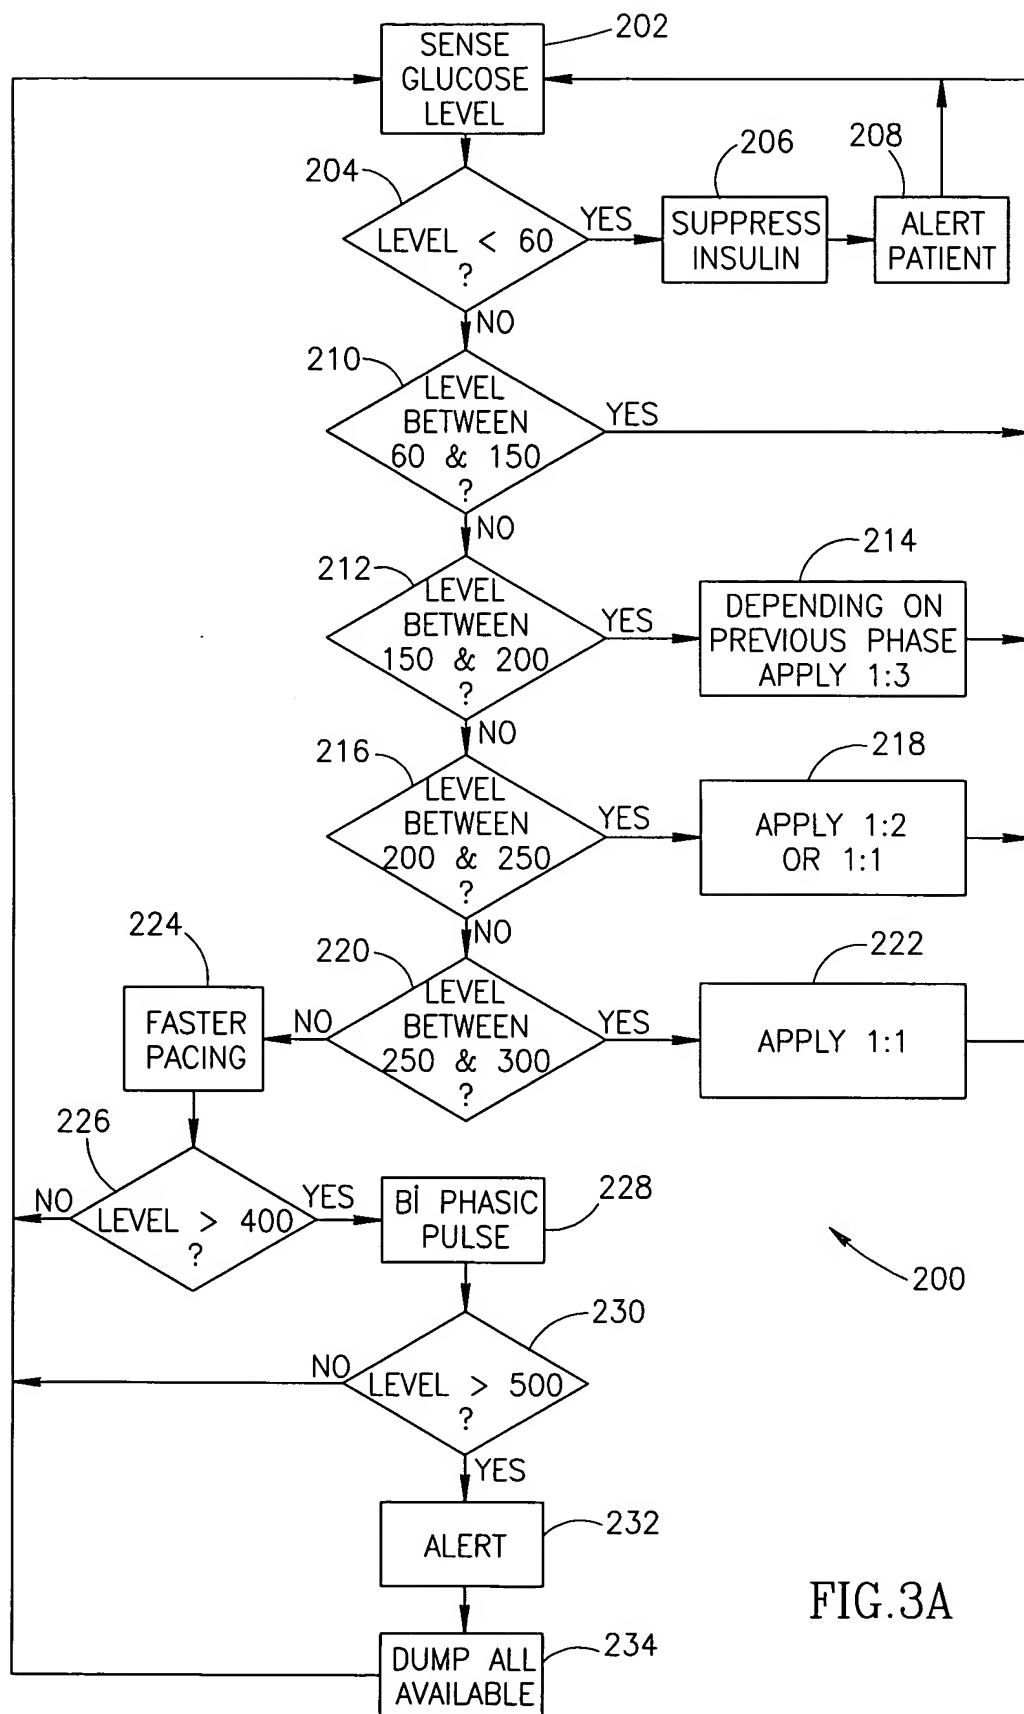 202
SENSE
GLUCOSE
LEVEL
204
206
208
LEVEL < 60
?
YES
SUPPRESS
INSULIN
ALERT
PATIENT
NO
210
LEVEL
BETWEEN
60 & 150
?
YES
NO
212
LEVEL
BETWEEN
150 & 200
?
YES
214
DEPENDING ON
PREVIOUS PHASE
APPLY 1:3
NO
216
LEVEL
BETWEEN
200 & 250
?
YES
218
APPLY 1:2
OR 1:1
NO
220
LEVEL
BETWEEN
250 & 300
?
YES
222
APPLY 1:1
NO
224
FASTER
PACING
226
LEVEL > 400
?
NO
YES
BI PHASIC
PULSE
228
200
230
LEVEL > 500
?
NO
YES
ALERT
232
DUMP ALL
AVAILABLE
234
FIG.3A